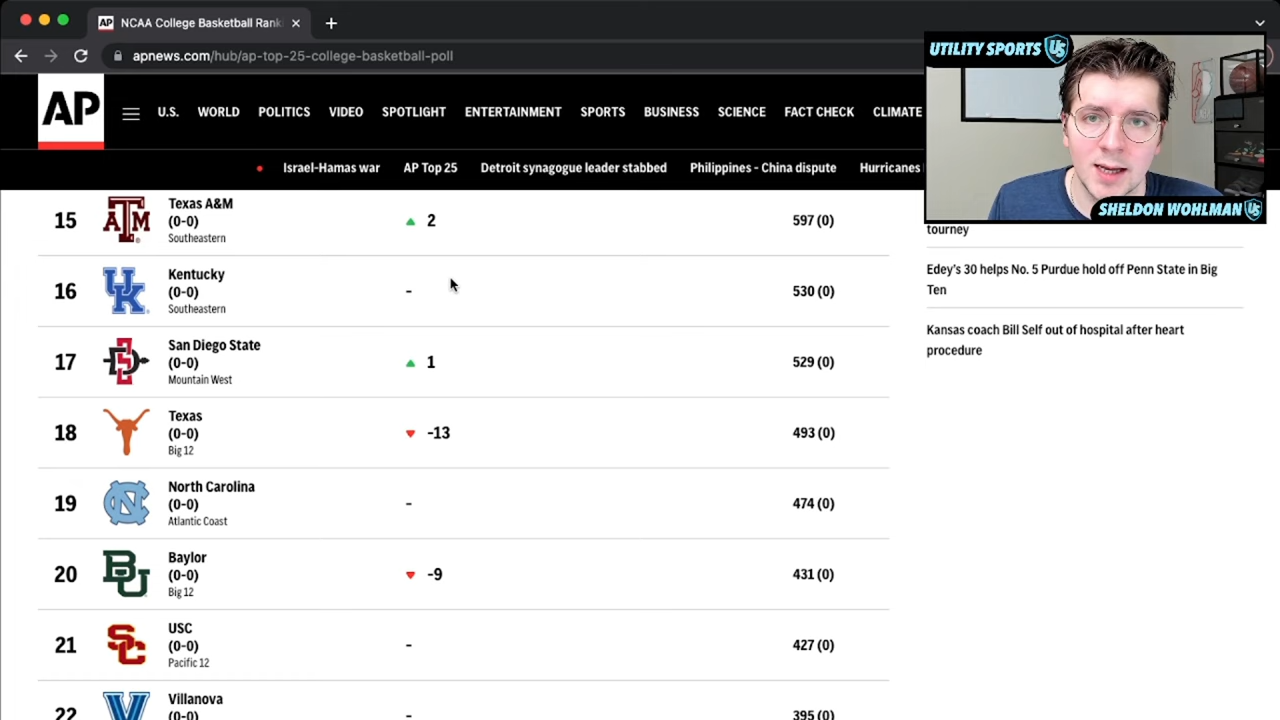 NCAA College Basketball Rank
apnews.com/hub/ap-top-25-college-basketball-poll
UTILITY SPORTS US
SHELDON WOHLMAN US
AP
U.S. WORLD POLITICS VIDEO SPOTLIGHT ENTERTAINMENT SPORTS BUSINESS SCIENCE FACT CHECK CLIMATE
Israel-Hamas war AP Top 25 Detroit synagogue leader stabbed Philippines - China dispute Hurricanes
15 Texas A&M 2 597 (0)
(0-0)
Southeastern
16 Kentucky - 530 (0)
(0-0)
Southeastern
17 San Diego State 1 529 (0)
(0-0)
Mountain West
18 Texas -13 493 (0)
(0-0)
Big 12
19 North Carolina - 474 (0)
(0-0)
Atlantic Coast
20 Baylor -9 431 (0)
(0-0)
Big 12
21 USC - 427 (0)
(0-0)
Pacific 12
22 Villanova - 395 (0)
(0-0)
tourney
Edey's 30 helps No. 5 Purdue hold off Penn State in Big
Ten
Kansas coach Bill Self out of hospital after heart
procedure